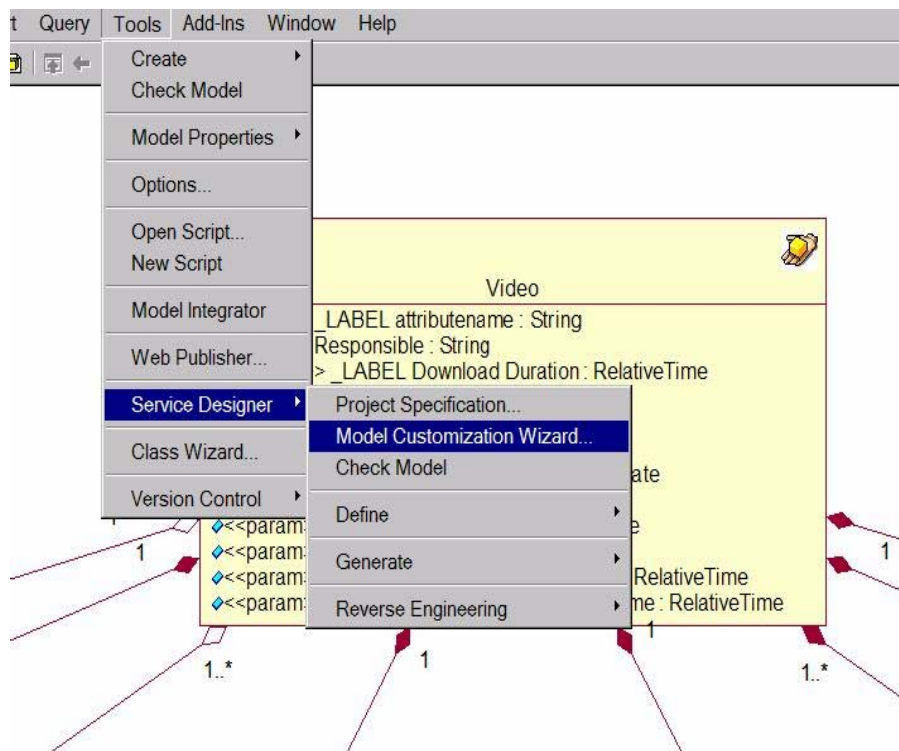 t Query Tools Add-Ins Window Help
Create
Check Model
Model Properties
Options...
Open Script...
New Script
Model Integrator
Web Publisher...
Service Designer
Class Wizard...
Version Control
Project Specification...
Model Customization Wizard...
Check Model
Define
Generate
Reverse Engineering
Video
_LABEL attributename : String
Responsible : String
> _LABEL Download Duration : RelativeTime
ate
<<param
e
<<param
<<param
RelativeTime
<<param
me : RelativeTime
1
1
1..*
1
1
1..*